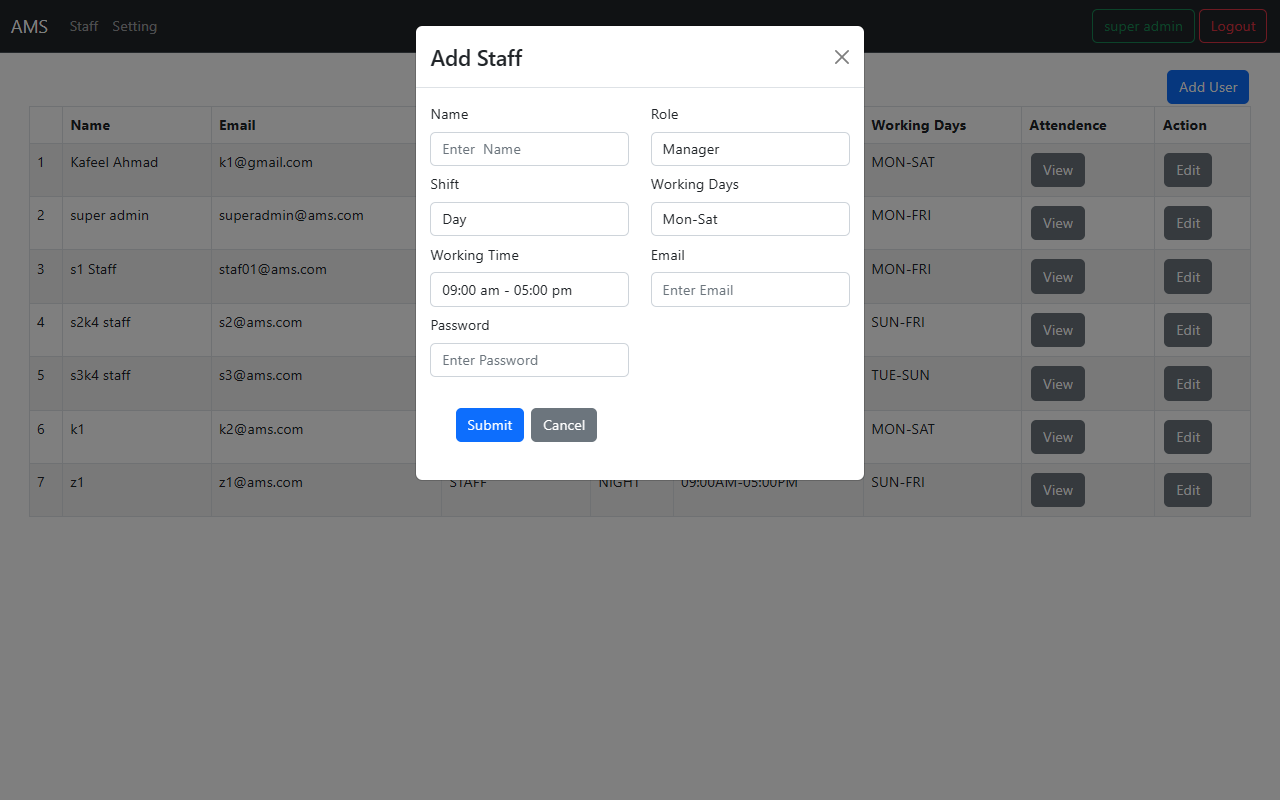 AMS Staff Setting super admin Logout
Add Staff
Add User
Name Email Working Days Attendence Action
Name Role
Enter  Name Manager
Shift Working Days
Day Mon-Sat
Working Time Email
09:00 am - 05:00 pm Enter Email
Password
Enter Password
Submit Cancel
1 Kafeel Ahmad k1@gmail.com MON-SAT View Edit
2 super admin superadmin@ams.com MON-FRI View Edit
3 s1 Staff staf01@ams.com MON-FRI View Edit
4 s2k4 staff s2@ams.com SUN-FRI View Edit
5 s3k4 staff s3@ams.com TUE-SUN View Edit
6 k1 k2@ams.com MON-SAT View Edit
7 z1 z1@ams.com STAFF NIGHT 09:00AM-05:00PM SUN-FRI View Edit